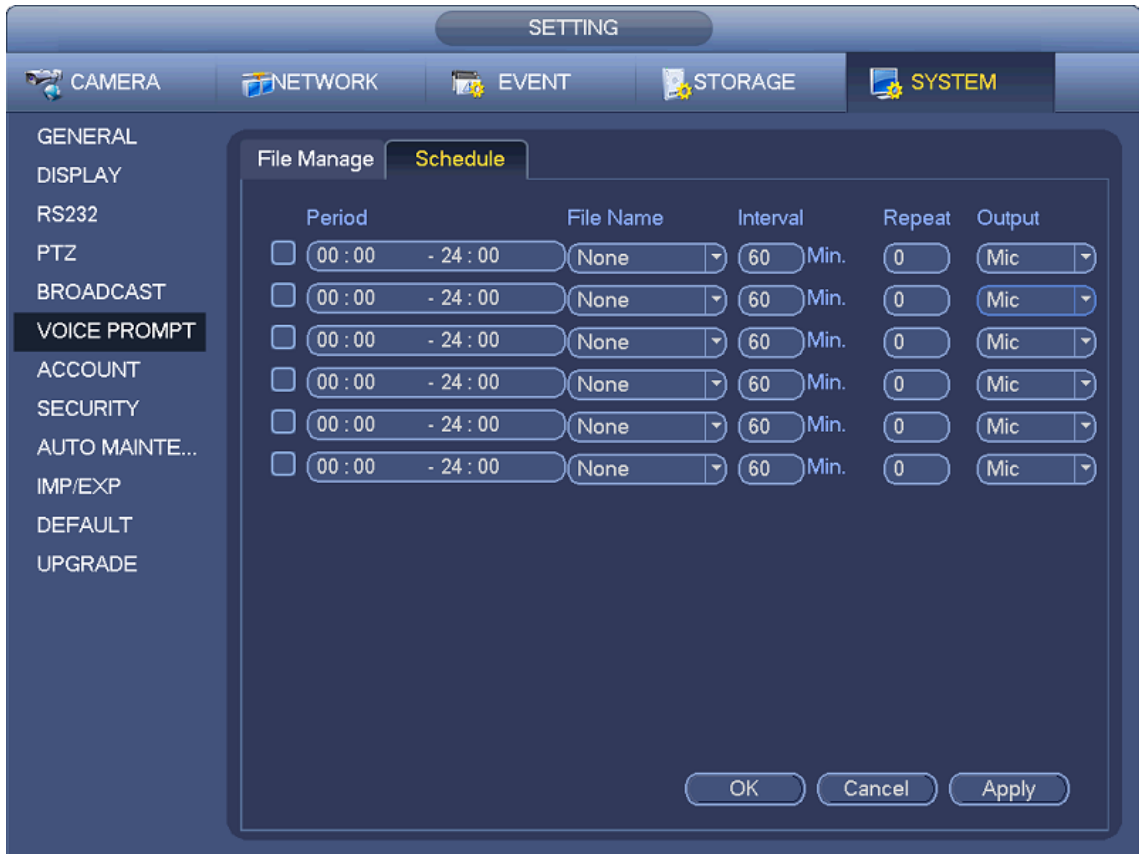 SETTING
CAMERA NETWORK EVENT STORAGE SYSTEM
GENERAL
DISPLAY
RS232
PTZ
BROADCAST
VOICE PROMPT
ACCOUNT
SECURITY
AUTO MAINTE...
IMP/EXP
DEFAULT
UPGRADE
File Manage Schedule
Period File Name Interval Repeat Output
00 : 00 - 24 : 00 None 60 Min. 0 Mic
00 : 00 - 24 : 00 None 60 Min. 0 Mic
00 : 00 - 24 : 00 None 60 Min. 0 Mic
00 : 00 - 24 : 00 None 60 Min. 0 Mic
00 : 00 - 24 : 00 None 60 Min. 0 Mic
00 : 00 - 24 : 00 None 60 Min. 0 Mic
OK Cancel Apply